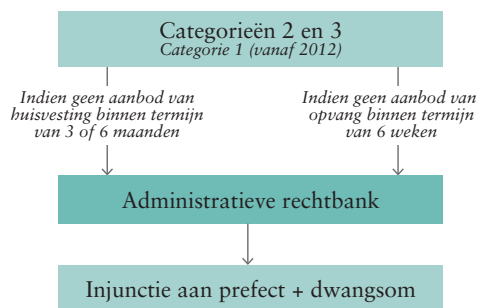 Categorieën 2 en 3
Categorie 1 (vanaf 2012)
Indien geen aanbod van
huisvesting binnen termijn
van 3 of 6 maanden
Indien geen aanbod van
opvang binnen termijn
van 6 weken
Administratieve rechtbank
Injunctie aan prefect + dwangsom